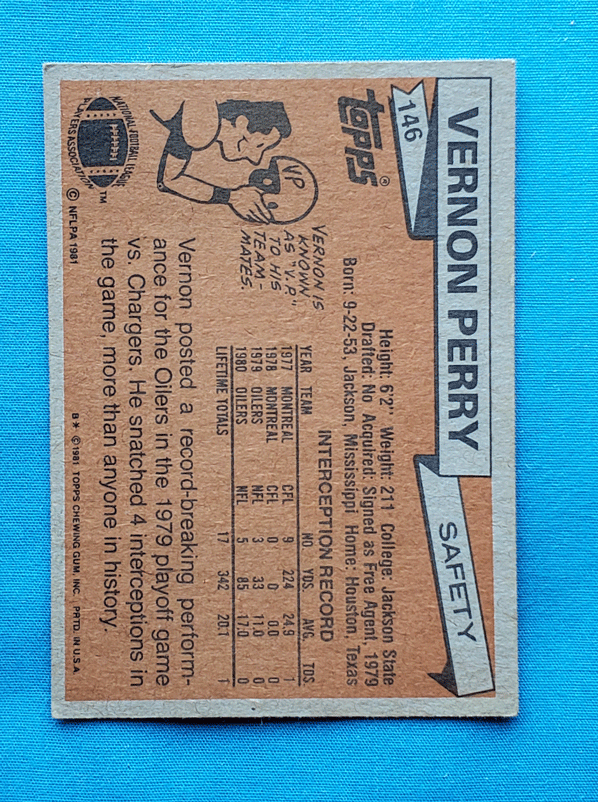 VERNON PERRY
SAFETY
146
topps®
Height: 6'2" Weight: 211 College: Jackson State
Drafted: No Acquired: Signed as Free Agent, 1979
Born: 9-22-53, Jackson, Mississippi Home: Houston, Texas
INTERCEPTION RECORD
YEAR TEAM NO. YDS. AVG. TDS
1977 MONTREAL CFL 9 224 24.9 1
1978 MONTREAL CFL 0 0 0.0 0
1979 OILERS NFL 3 33 11.0 0
1980 OILERS NFL 5 85 17.0 0
LIFETIME TOTALS 17 342 20.1 1
VP
VERNON IS
KNOWN
AS "V.P."
TO HIS
TEAM-
MATES.
Vernon posted a record-breaking perform-
ance for the Oilers in the 1979 playoff game
vs. Chargers. He snatched 4 interceptions in
the game, more than anyone in history.
NATIONAL FOOTBALL LEAGUE
PLAYERS ASSOCIATION
TM
© NFLPA 1981
B* © 1981 TOPPS CHEWING GUM, INC. PRTD. IN U.S.A.